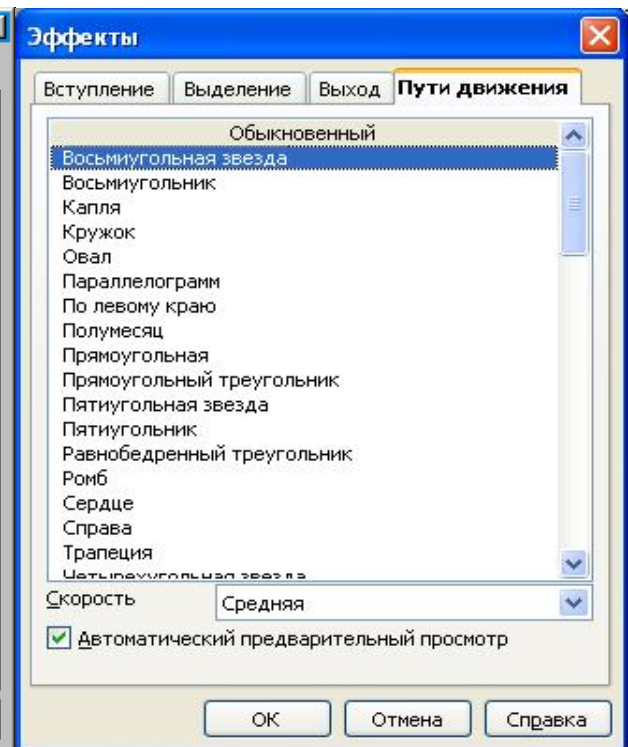 Эффекты
Вступление Выделение Выход Пути движения
Обыкновенный
Восьмиугольная звезда
Восьмиугольник
Капля
Кружок
Овал
Параллелограмм
По левому краю
Полумесяц
Прямоугольная
Прямоугольный треугольник
Пятиугольная звезда
Пятиугольник
Равнобедренный треугольник
Ромб
Сердце
Справа
Трапеция
Четырехугольная звезда
Скорость Средняя
Автоматический предварительный просмотр
ОК Отмена Справка